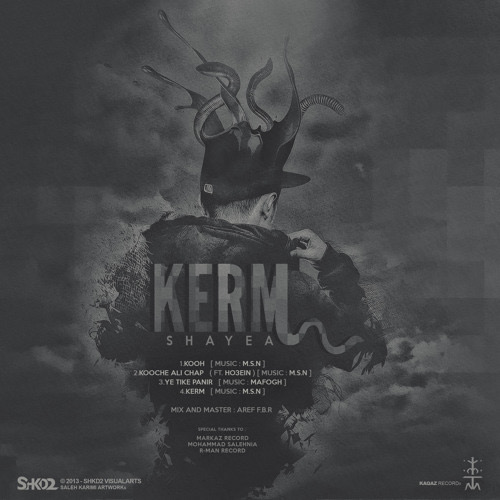 KERM
SHAYEA
1.KOOH [ MUSIC : M.S.N ]
2.KOOCHE ALI CHAP ( FT. HO3EIN ) [ MUSIC : M.S.N ]
3.YE TIKE PANIR [ MUSIC : MAFOGH ]
4.KERM [ MUSIC : M.S.N ]
MIX AND MASTER : AREF F.B.R
SPECIAL THANKS TO :
MARKAZ RECORD
MOHAMMAD SALEHNIA
R-MAN RECORD
SHKO2 © 2013 - SHKO2 VISUALARTS
SALEH KARIMI ARTWORKs
KAGAZ RECORDs